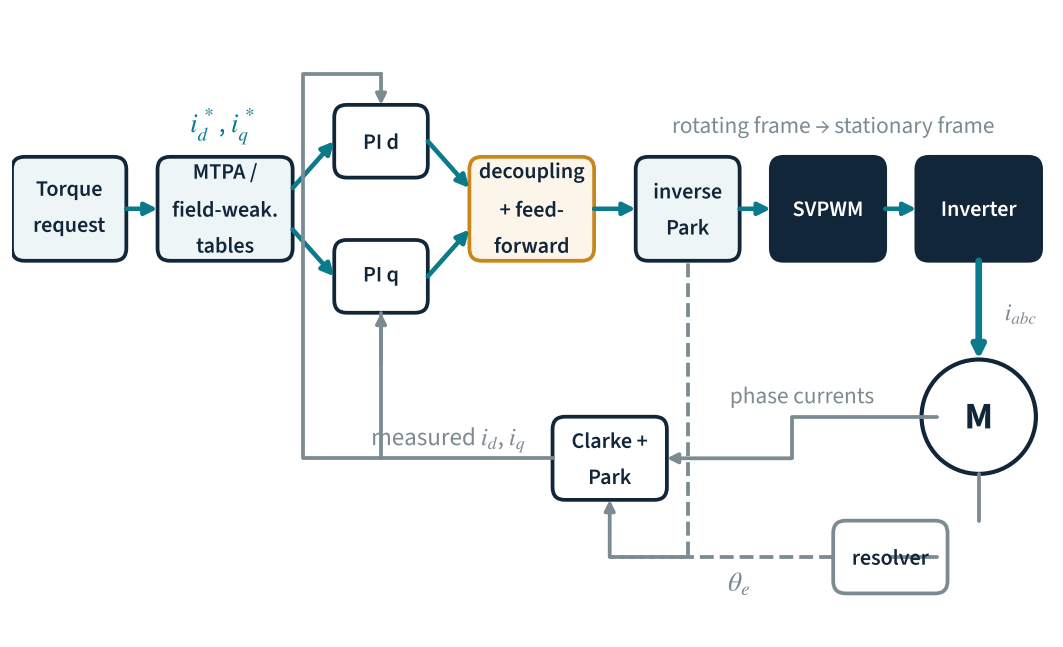 i_d^*, i_q^*
rotating frame → stationary frame
Torque
request
MTPA /
field-weak.
tables
PI d
PI q
decoupling
+ feed-
forward
inverse
Park
SVPWM
Inverter
i_abc
phase currents
M
measured i_d, i_q
Clarke +
Park
resolver
θ_e